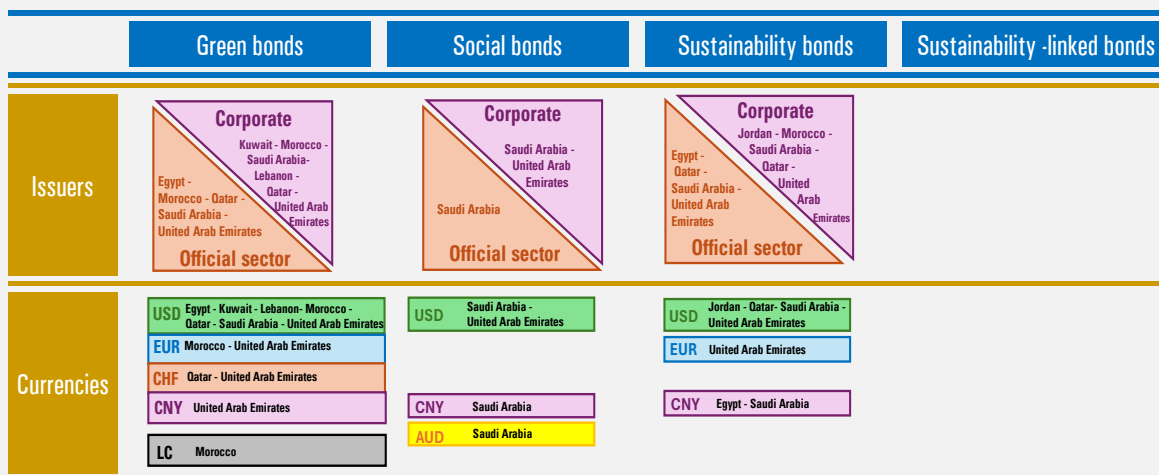 Green bonds
Social bonds
Sustainability bonds
Sustainability -linked bonds
Issuers
Corporate
Kuwait - Morocco -
Saudi Arabia-
Lebanon -
Qatar -
United Arab
Emirates
Egypt -
Morocco - Qatar -
Saudi Arabia -
United Arab Emirates
Official sector
Corporate
Saudi Arabia -
United Arab
Emirates
Saudi Arabia
Official sector
Corporate
Jordan - Morocco -
Saudi Arabia -
Qatar -
United
Arab
Emirates
Egypt -
Qatar -
Saudi Arabia -
United Arab
Emirates
Official sector
Currencies
USD Egypt - Kuwait - Lebanon- Morocco -
Qatar - Saudi Arabia - United Arab Emirates
EUR Morocco - United Arab Emirates
CHF Qatar - United Arab Emirates
CNY United Arab Emirates
LC Morocco
USD Saudi Arabia -
United Arab Emirates
CNY Saudi Arabia
AUD Saudi Arabia
USD Jordan - Qatar- Saudi Arabia -
United Arab Emirates
EUR United Arab Emirates
CNY Egypt - Saudi Arabia